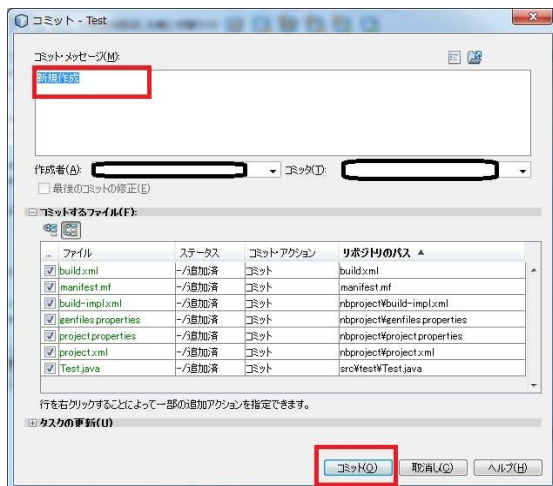 コミット - Test
コミット・メッセージ(M):
新規作成
作成者(A):
コミッタ(T):
最後のコミットの修正(E)
コミットするファイル(F):
... ファイル ステータス コミット・アクション リポジトリのパス ▲
build.xml -/追加済 コミット build.xml
manifest.mf -/追加済 コミット manifest.mf
build-impl.xml -/追加済 コミット nbproject¥build-impl.xml
genfiles.properties -/追加済 コミット nbproject¥genfiles.properties
project.properties -/追加済 コミット nbproject¥project.properties
project.xml -/追加済 コミット nbproject¥project.xml
Test.java -/追加済 コミット src¥test¥Test.java
行を右クリックすることによって一部の追加アクションを指定できます。
タスクの更新(U)
コミット(O) 取消し(C) ヘルプ(H)